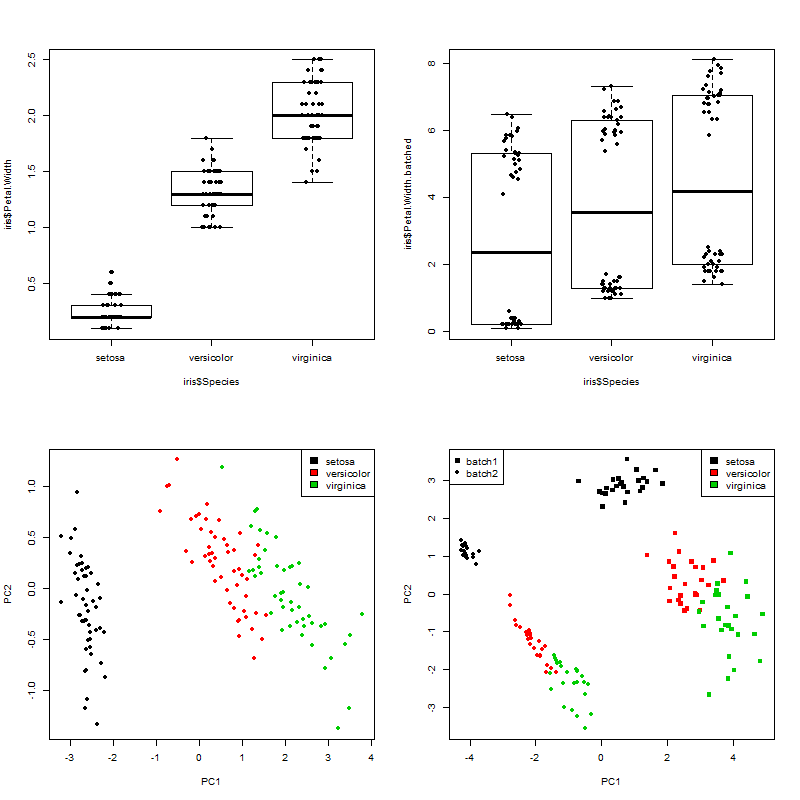 2.5
2.0
1.5
1.0
0.5
iris$Petal.Width
setosa versicolor virginica
iris$Species
8
6
4
2
0
iris$Petal.Width.batched
setosa versicolor virginica
iris$Species
setosa
versicolor
virginica
1.0
0.5
0.0
-0.5
-1.0
PC2
-3 -2 -1 0 1 2 3 4
PC1
batch1
batch2
setosa
versicolor
virginica
3
2
1
0
-1
-2
-3
PC2
-4 -2 0 2 4
PC1